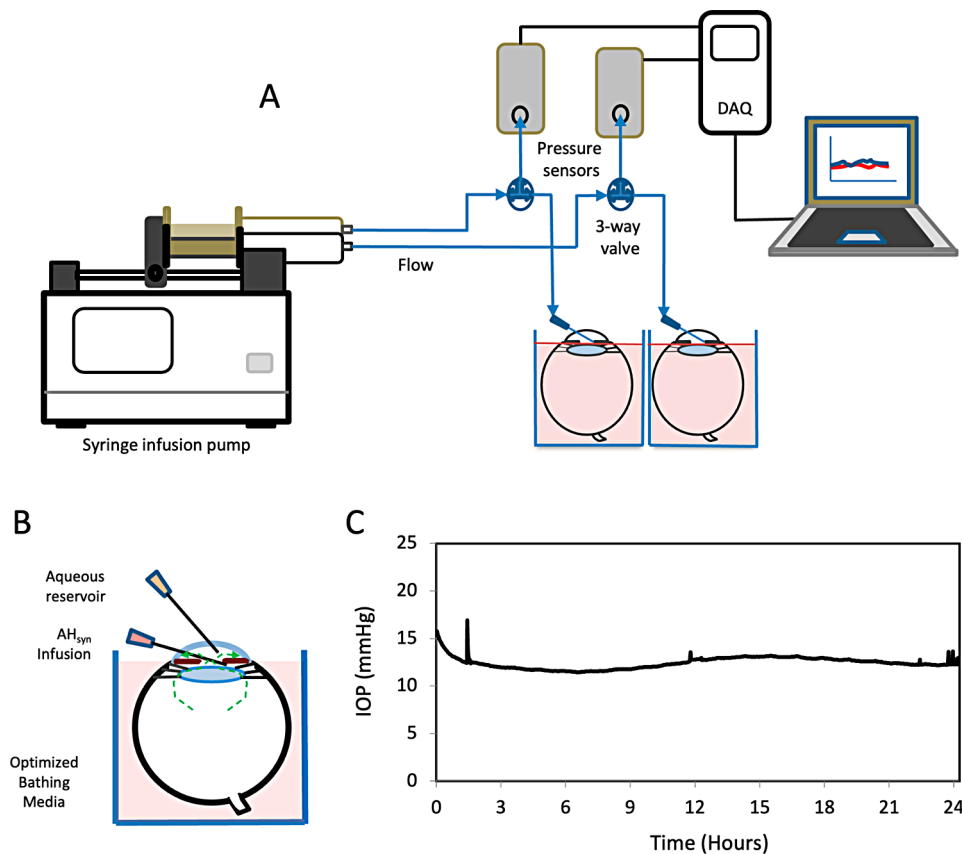 A
DAQ
Pressure
sensors
3-way
valve
Flow
Syringe infusion pump
B
Aqueous
reservoir
AHsyn
Infusion
Optimized
Bathing
Media
C
IOP (mmHg)
25
20
15
10
5
0
0 3 6 9 12 15 18 21 24
Time (Hours)